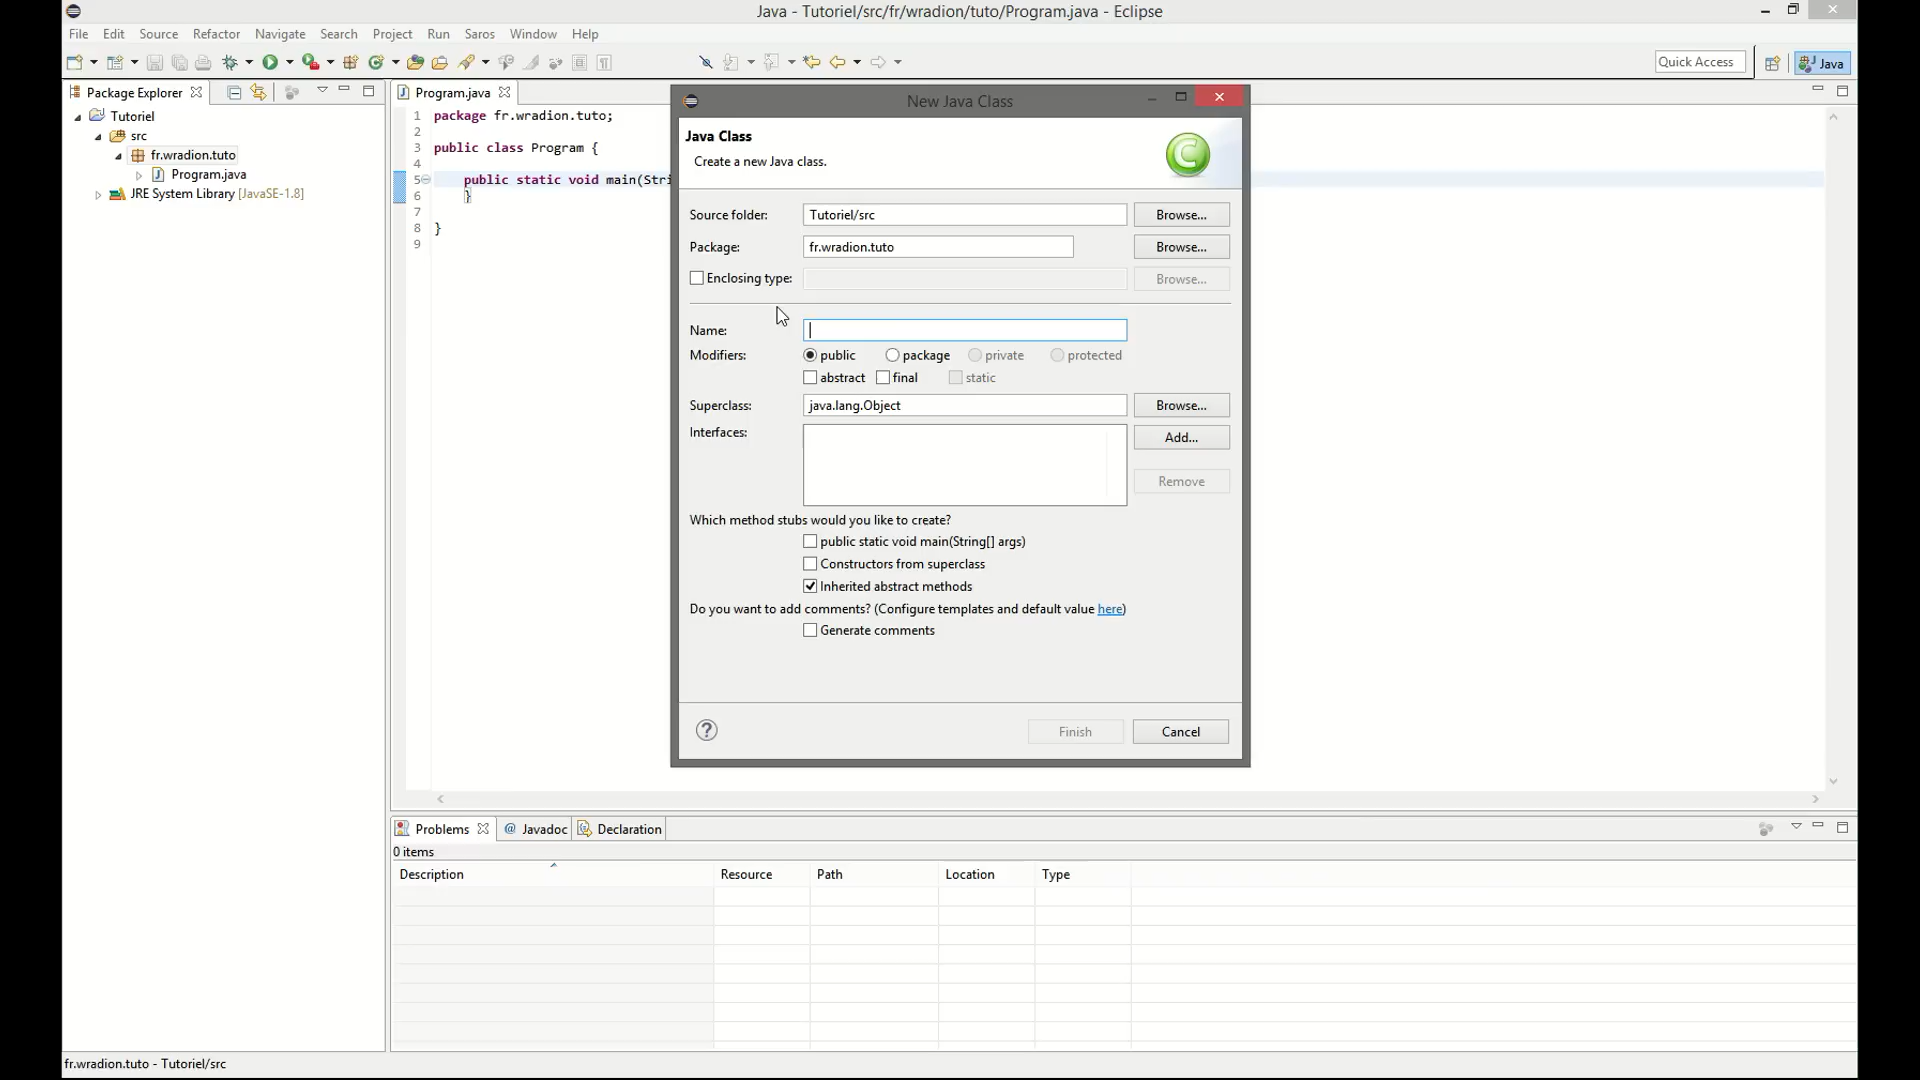 Java - Tutoriel/src/fr/wradion/tuto/Program.java - Eclipse
File Edit Source Refactor Navigate Search Project Run Saros Window Help
Quick Access
Java
Package Explorer
Tutoriel
src
fr.wradion.tuto
Program.java
JRE System Library [JavaSE-1.8]
Program.java
1 package fr.wradion.tuto;
2
3 public class Program {
4
5 public static void main(Stri
6 }
7
8 }
9
New Java Class
Java Class
Create a new Java class.
C
Source folder: Tutoriel/src Browse...
Package: fr.wradion.tuto Browse...
Enclosing type: Browse...
Name:
Modifiers: public package private protected
abstract final static
Superclass: java.lang.Object Browse...
Interfaces: Add...
Remove
Which method stubs would you like to create?
public static void main(String[] args)
Constructors from superclass
Inherited abstract methods
Do you want to add comments? (Configure templates and default value here)
Generate comments
? Finish Cancel
Problems @ Javadoc Declaration
0 items
Description Resource Path Location Type
fr.wradion.tuto - Tutoriel/src